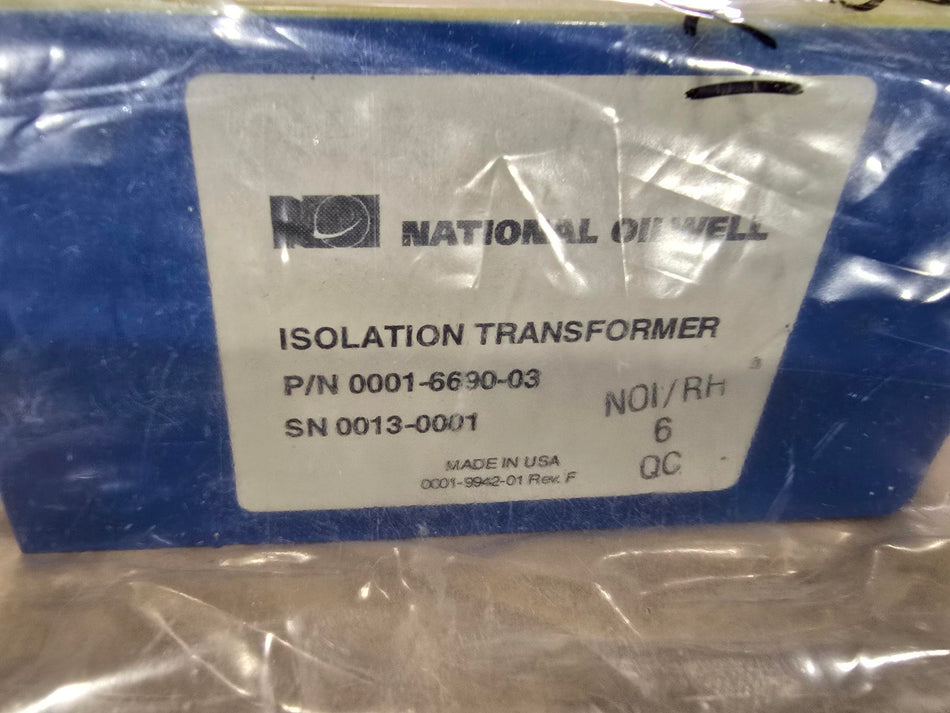 NOI NATIONAL OILWELL
ISOLATION TRANSFORMER
P/N 0001-6690-03
SN 0013-0001
NOI/RH
6
QC
MADE IN USA
0001-9942-01 Rev. F